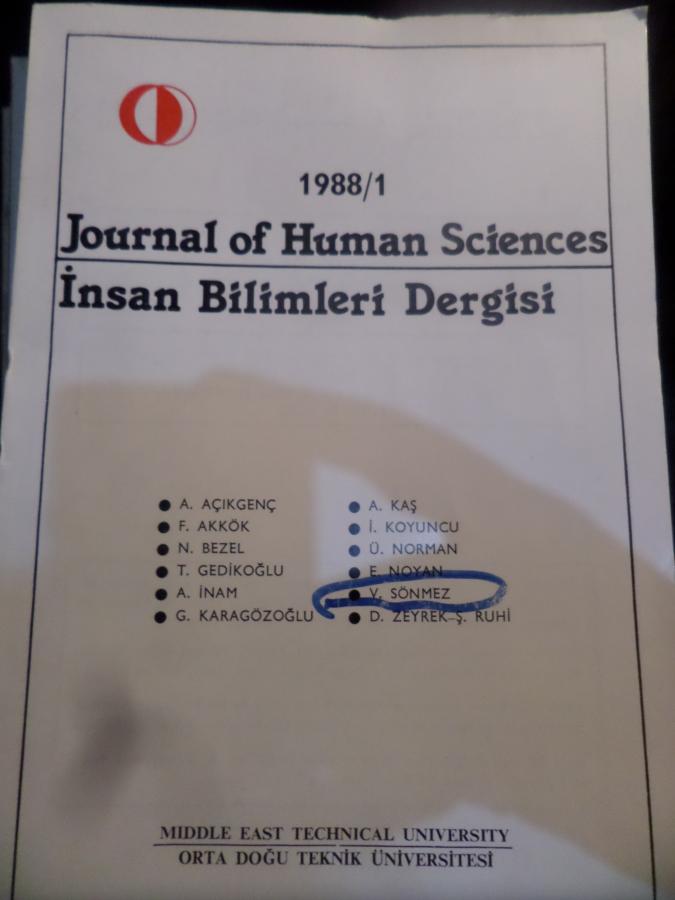 1988/1
Journal of Human Sciences
İnsan Bilimleri Dergisi
A. AÇIKGENÇ
F. AKKÖK
N. BEZEL
T. GEDİKOĞLU
A. İNAM
G. KARAGÖZOĞLU
A. KAŞ
İ. KOYUNCU
Ü. NORMAN
E. NOYAN
V. SÖNMEZ
D. ZEYREK–Ş. RUHİ
MIDDLE EAST TECHNICAL UNIVERSITY
ORTA DOĞU TEKNİK ÜNİVERSİTESİ